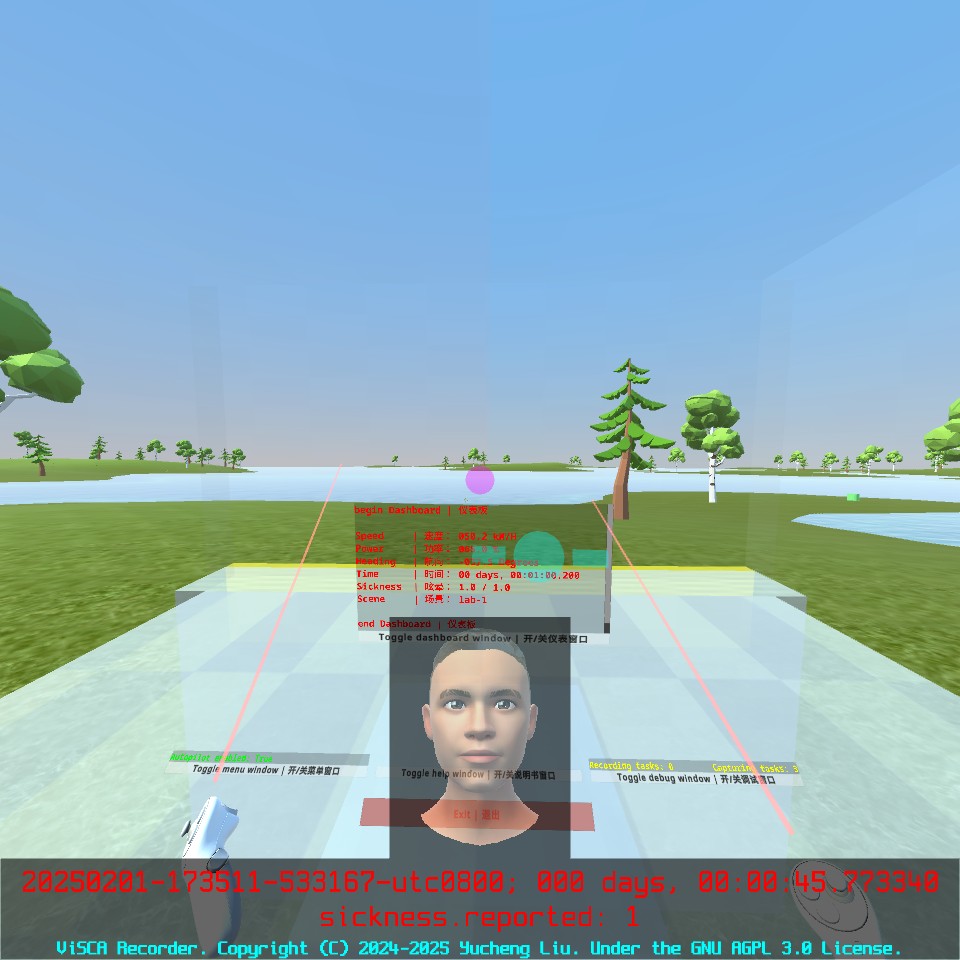 begin Dashboard | 仪表板
Speed | 速度: 050.2 km/H
Power | 功率:
Heading | 航向:
Time | 时间: 00 days, 00:01:00.200
Sickness | 眩晕: 1.0 / 1.0
Scene | 场景: lab-1
end Dashboard | 仪表板
Toggle dashboard window | 开/关仪表窗口
Autopilot enabled: True
Toggle menu window | 开/关菜单窗口
Toggle help window | 开/关说明书窗口
Recording tasks: 0 Capturing tasks: 3
Toggle debug window | 开/关调试窗口
Exit | 退出
20250201-173511-533167-utc0800; 000 days, 00:00:45.773340
sickness.reported: 1
ViSCA Recorder. Copyright (C) 2024-2025 Yucheng Liu. Under the GNU AGPL 3.0 License.